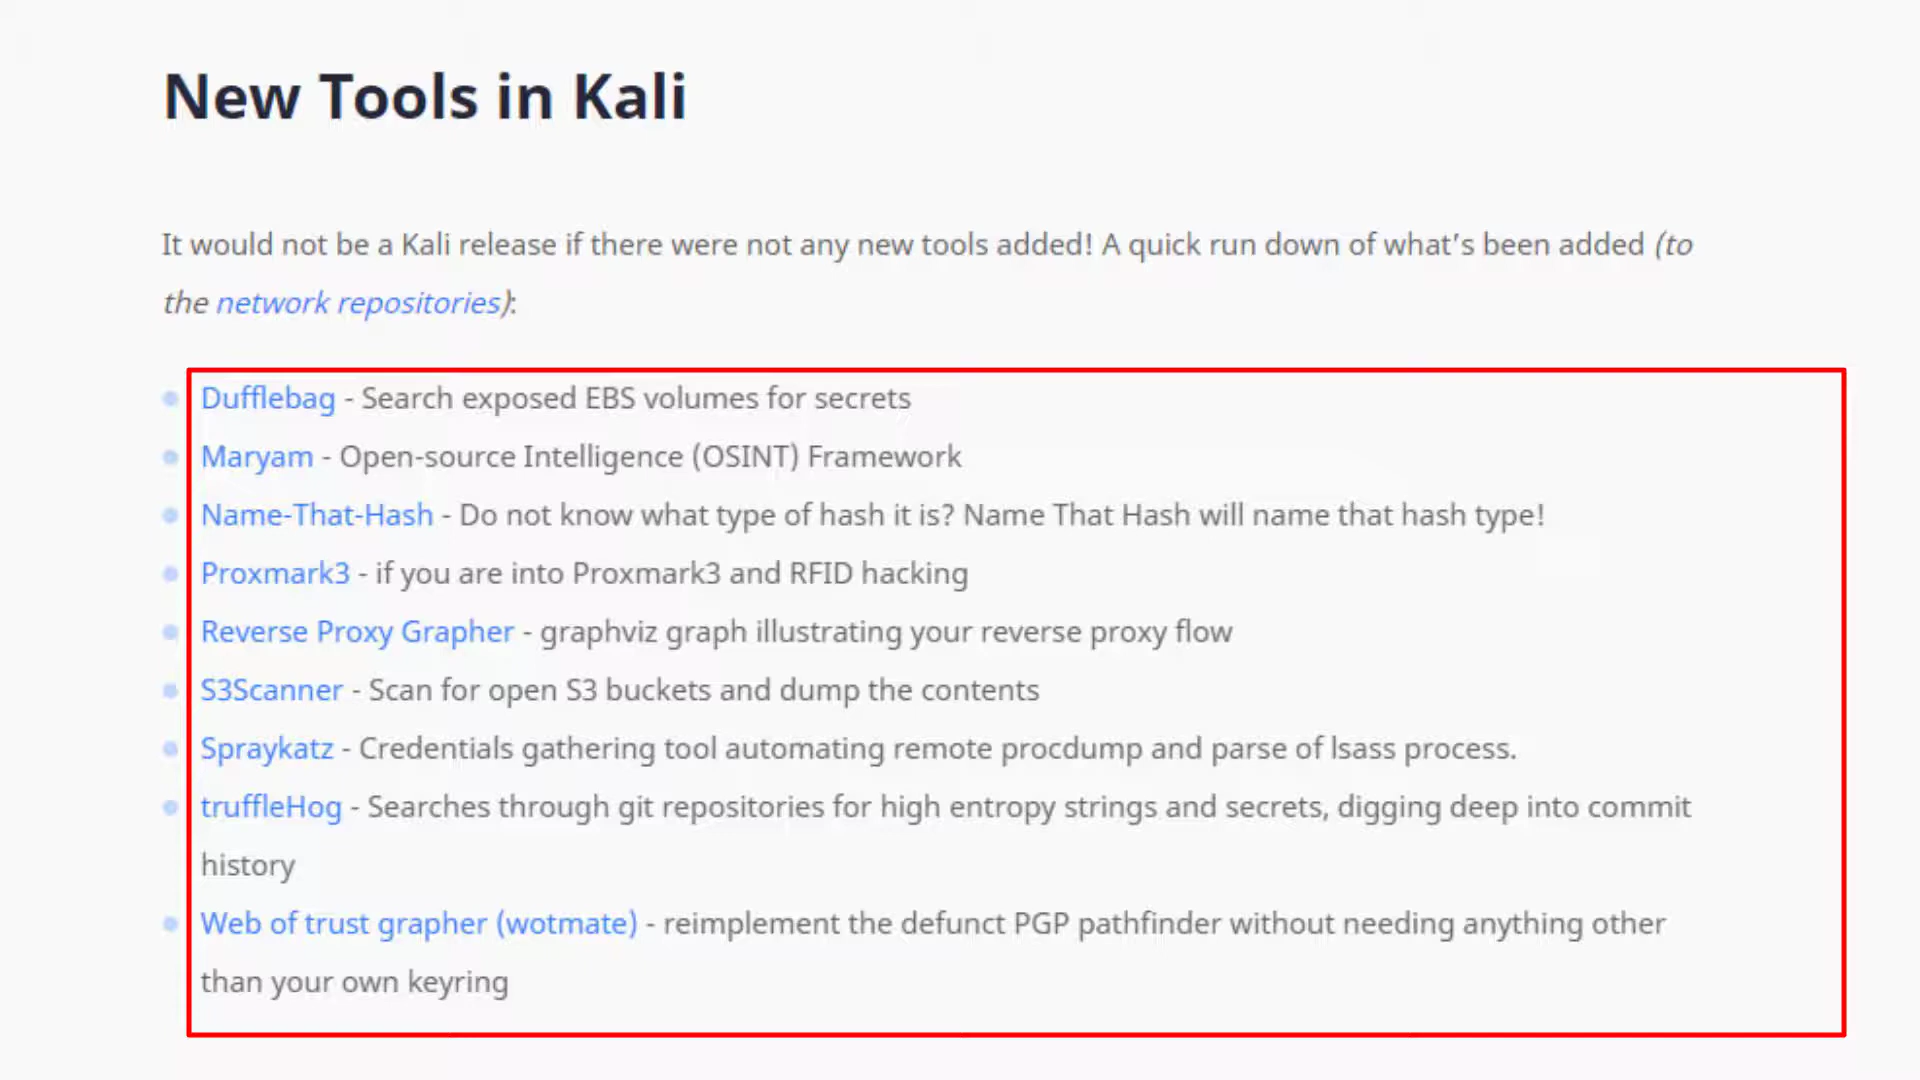 New Tools in Kali
It would not be a Kali release if there were not any new tools added! A quick run down of what's been added (to
the network repositories):
Dufflebag - Search exposed EBS volumes for secrets
Maryam - Open-source Intelligence (OSINT) Framework
Name-That-Hash - Do not know what type of hash it is? Name That Hash will name that hash type!
Proxmark3 - if you are into Proxmark3 and RFID hacking
Reverse Proxy Grapher - graphviz graph illustrating your reverse proxy flow
S3Scanner - Scan for open S3 buckets and dump the contents
Spraykatz - Credentials gathering tool automating remote procdump and parse of lsass process.
truffleHog - Searches through git repositories for high entropy strings and secrets, digging deep into commit
history
Web of trust grapher (wotmate) - reimplement the defunct PGP pathfinder without needing anything other
than your own keyring